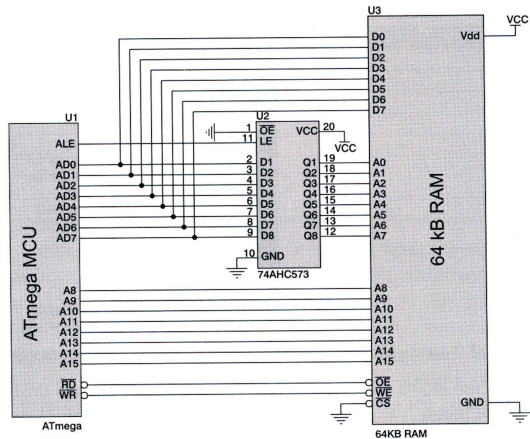 U3
VCC
D0
Vdd
D1
D2
D3
D4
D5
D6
D7
U1
U2
1 OE VCC 20
11 LE
VCC
ALE
AD0 2 D1 Q1 19 A0
AD1 3 D2 Q2 18 A1
AD2 4 D3 Q3 17 A2
AD3 5 D4 Q4 16 A3
AD4 6 D5 Q5 15 A4
AD5 7 D6 Q6 14 A5
AD6 8 D7 Q7 13 A6
AD7 9 D8 Q8 12 A7
10 GND
74AHC573
ATmega MCU
64 kB RAM
A8 A8
A9 A9
A10 A10
A11 A11
A12 A12
A13 A13
A14 A14
A15 A15
RD OE
WR WE
CS
GND
ATmega
64KB RAM